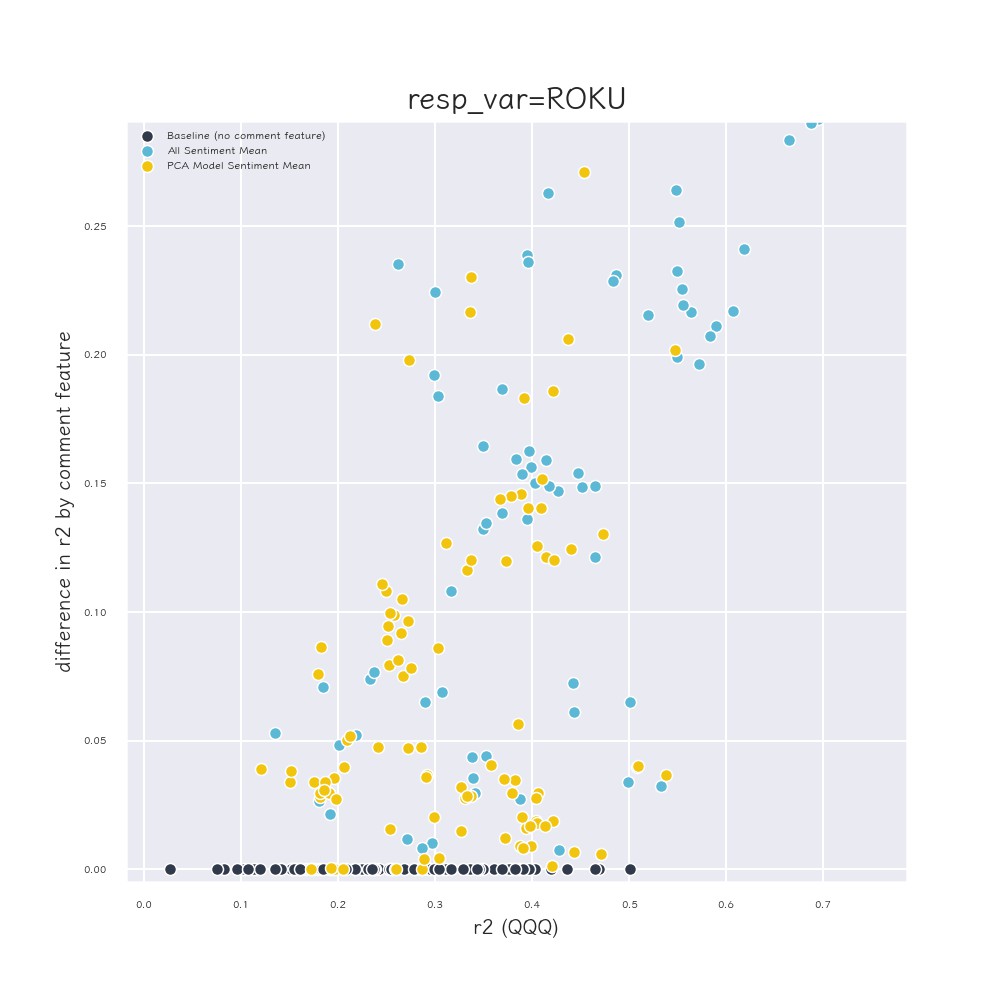 resp_var=ROKU
Baseline (no comment feature)
All Sentiment Mean
PCA Model Sentiment Mean
difference in r2 by comment feature
0.25
0.20
0.15
0.10
0.05
0.00
0.0 0.1 0.2 0.3 0.4 0.5 0.6 0.7
r2 (QQQ)